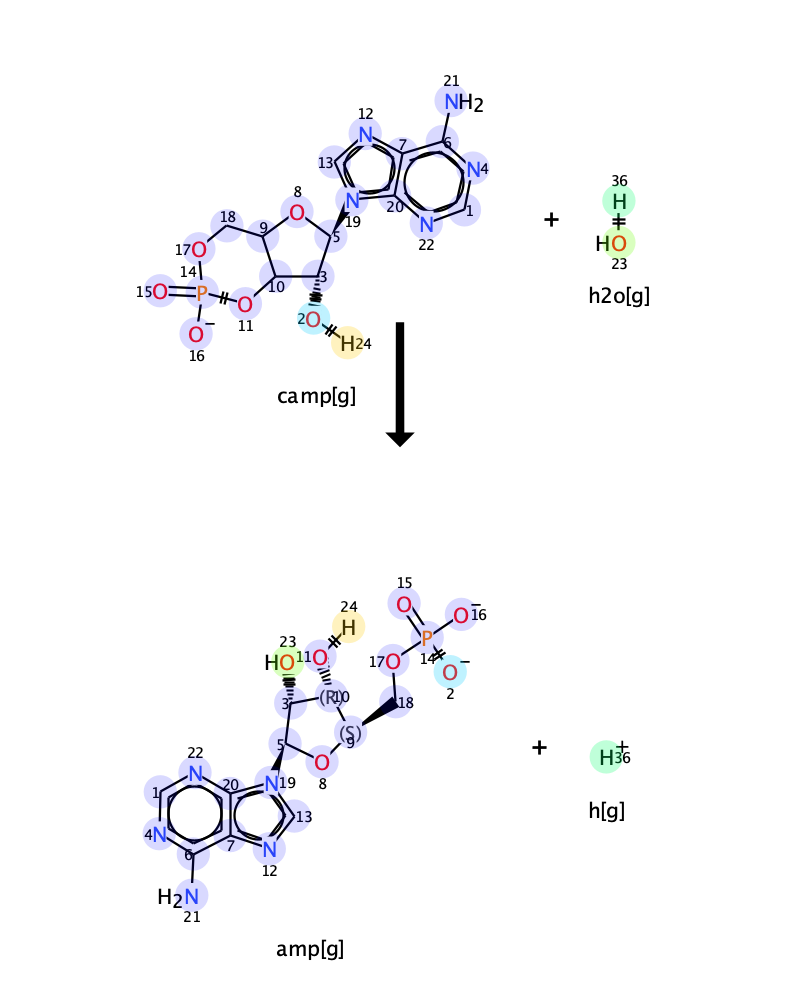 21
NH2
12
N
7
6
13
N4
36
8
N
20
1
H
18
O
19
N
+
17O
9
5
22
HO
14
10
3
23
15O
P
O
2O
h2o[g]
O−
11
H24
16
camp[g]
15
24
O
O−16
23
H
HO
11O
P
17O
14
O−
3
(R)10
18
2
(S)
5
9
22
O
+
H+36
20
N19
8
1
N
13
h[g]
4N
6
7
N
12
H2N
21
amp[g]